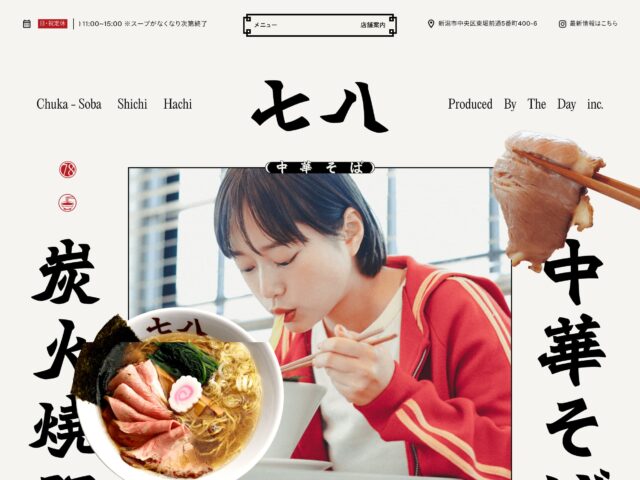 日・祝定休 | 11:00~15:00 ※スープがなくなり次第終了
メニュー
店舗案内
新潟市中央区東堀前通5番町400-6
最新情報はこちら
Chuka - Soba Shichi Hachi
七八
Produced By The Day inc.
(中華そば)
78
炭火焼豚
中華そば
七八